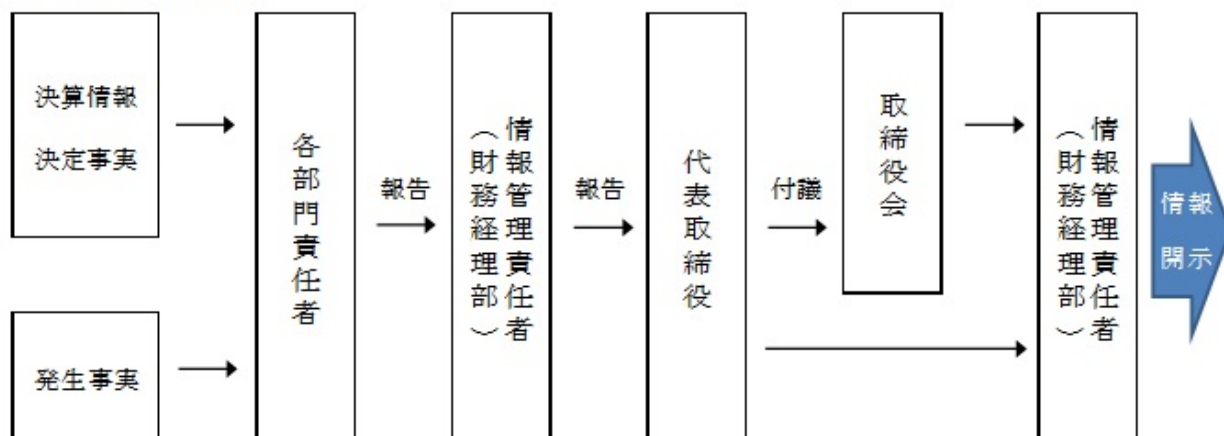 決算情報
決定事実
発生事実
各部門責任者
報告
情報管理責任者
（財務経理部）
報告
代表取締役
付議
取締役会
情報管理責任者
（財務経理部）
情報
開示